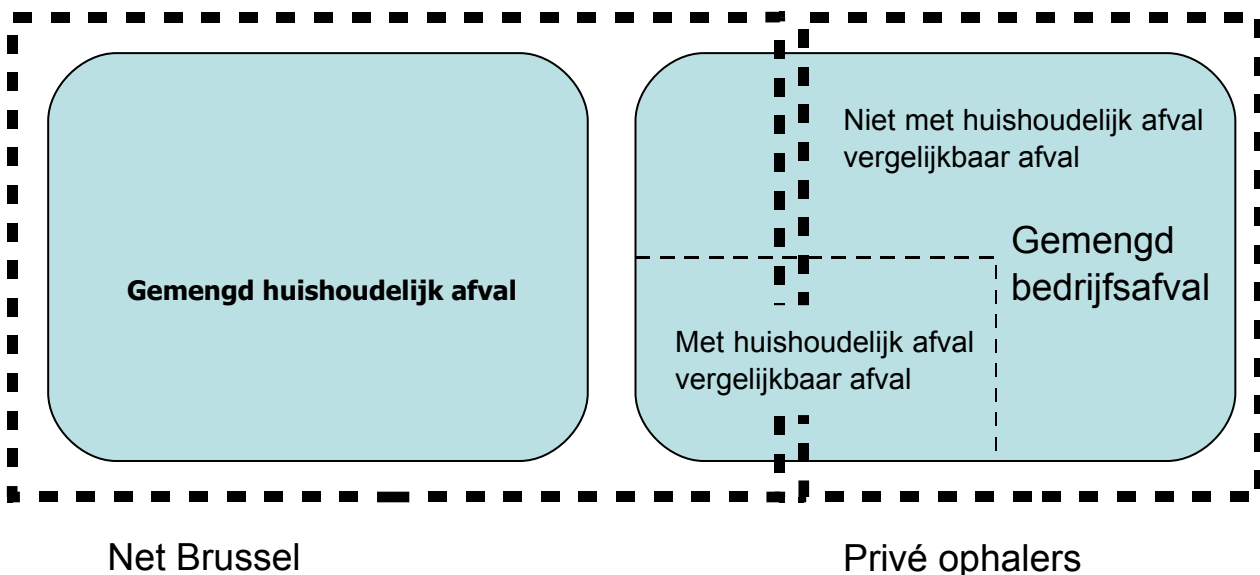 Gemengd huishoudelijk afval
Niet met huishoudelijk afval
vergelijkbaar afval
Gemengd
bedrijfsafval
Met huishoudelijk afval
vergelijkbaar afval
Net Brussel
Privé ophalers